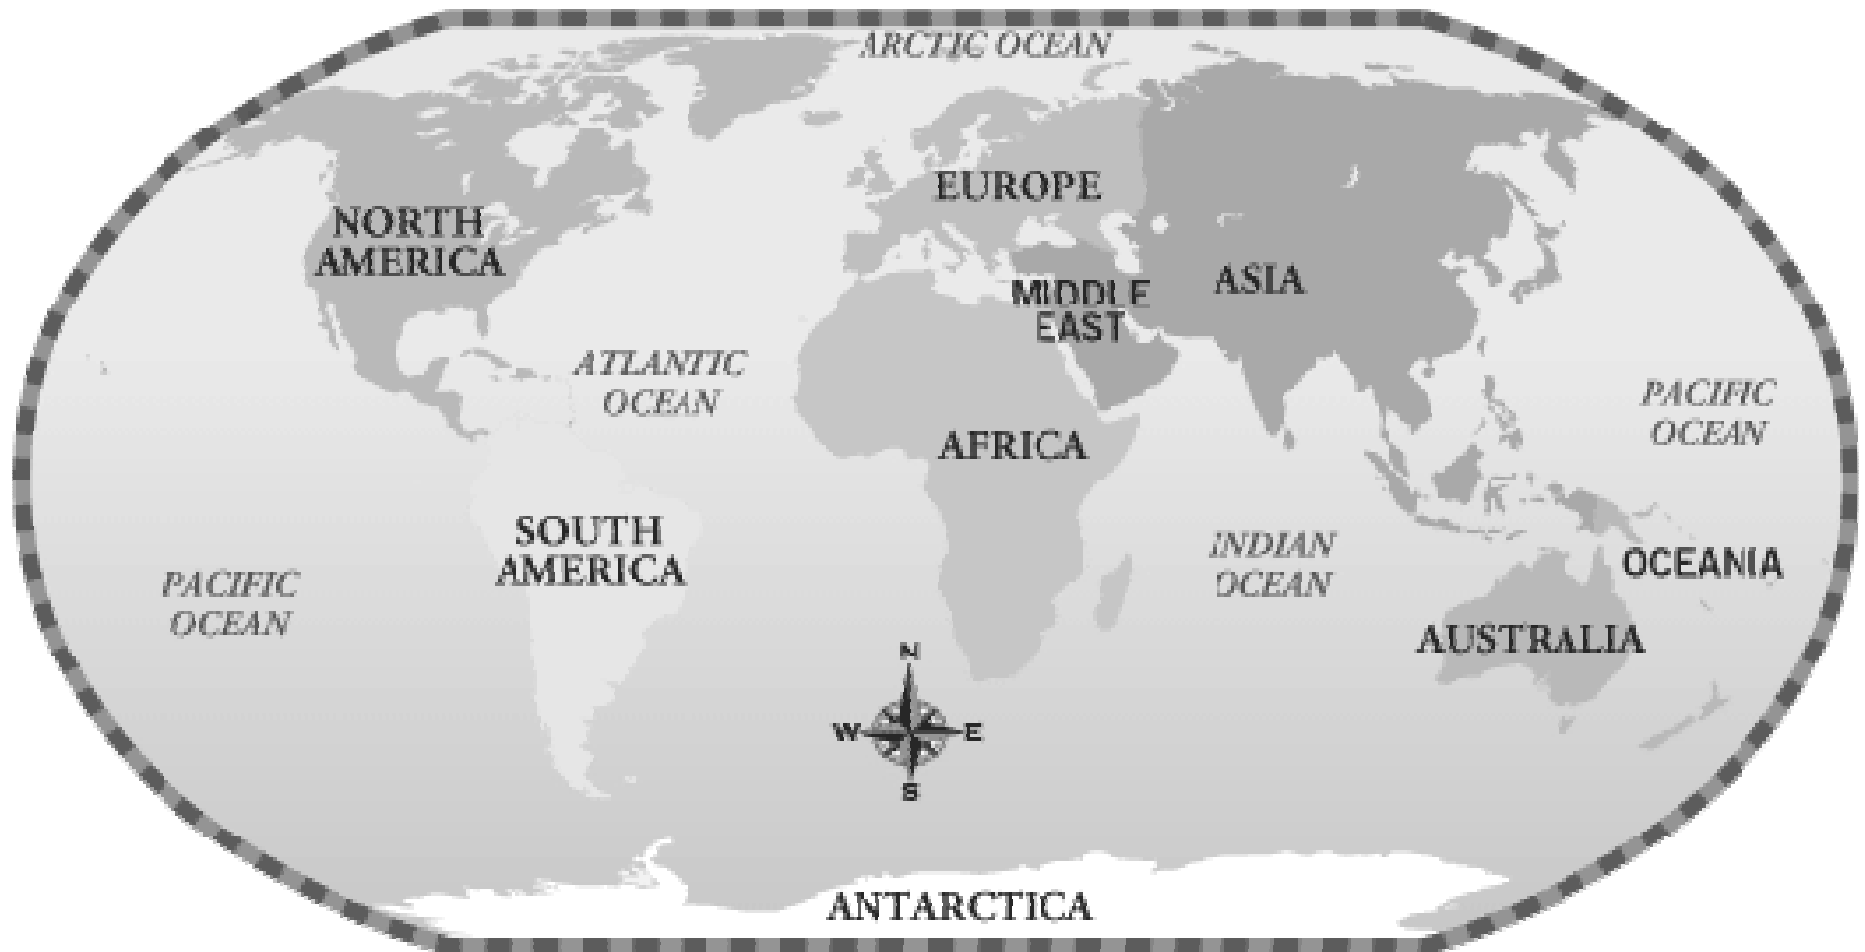 ARCTIC OCEAN
EUROPE
NORTH
AMERICA
ASIA
MIDDLE
EAST
ATLANTIC
OCEAN
PACIFIC
OCEAN
AFRICA
SOUTH
AMERICA
INDIAN
OCEAN
OCEANIA
PACIFIC
OCEAN
AUSTRALIA
N
W E
S
ANTARCTICA